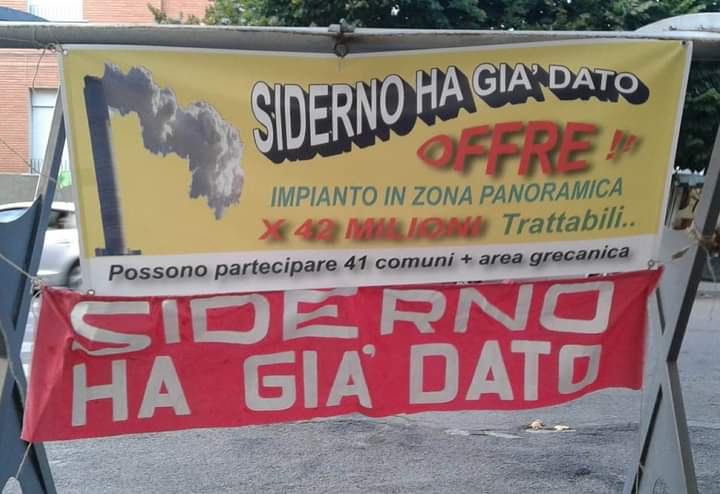 SIDERNO HA GIÀ' DATO
OFFRE !!
IMPIANTO IN ZONA PANORAMICA
X 42 MILIONI Trattabili..
Possono partecipare 41 comuni + area grecanica
SIDERNO
HA GIA' DATO